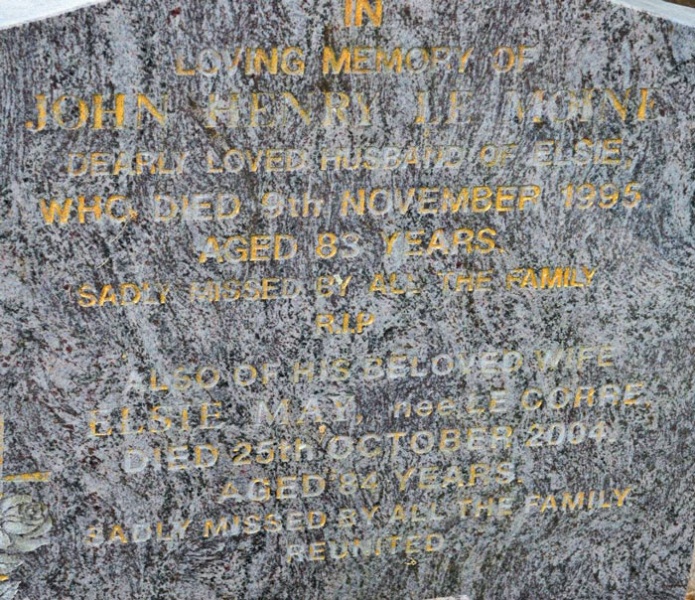 IN
LOVING MEMORY OF
JOHN HENRY LE MOINE
DEARLY LOVED HUSBAND OF ELSIE,
WHO DIED 9th NOVEMBER 1995.
AGED 83 YEARS.
SADLY MISSED BY ALL THE FAMILY
R.I.P
ALSO OF HIS BELOVED WIFE
ELSIE MAY, nee LE CORRE,
DIED 25th OCTOBER 2004.
AGED 84 YEARS.
SADLY MISSED BY ALL THE FAMILY
REUNITED